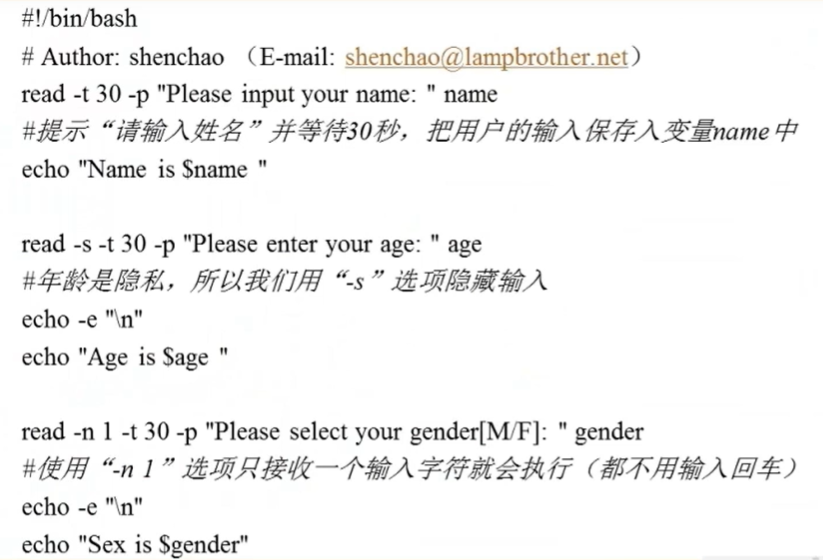 #!/bin/bash
# Author: shenchao （E-mail: shenchao@lampbrother.net）
read -t 30 -p "Please input your name: " name
#提示“请输入姓名”并等待30秒，把用户的输入保存入变量name中
echo "Name is $name "
read -s -t 30 -p "Please enter your age: " age
#年龄是隐私，所以我们用“-s”选项隐藏输入
echo -e "\n"
echo "Age is $age "
read -n 1 -t 30 -p "Please select your gender[M/F]: " gender
#使用“-n 1”选项只接收一个输入字符就会执行（都不用输入回车）
echo -e "\n"
echo "Sex is $gender"